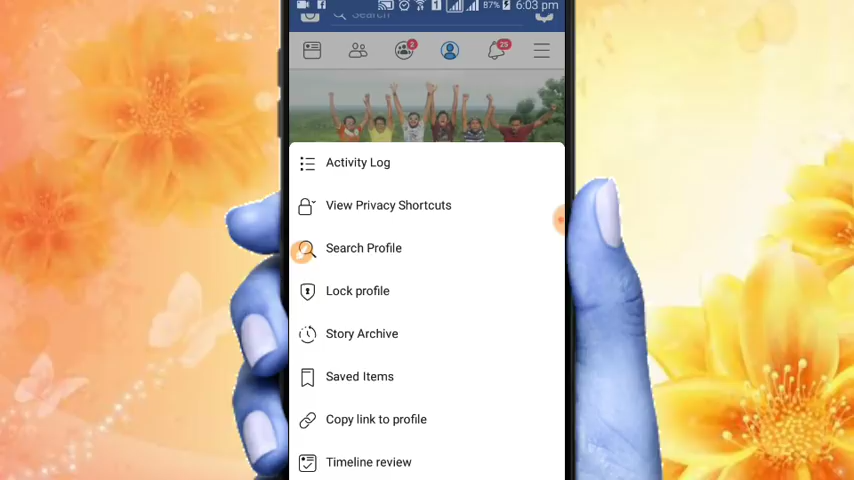 1 87% 6:03 pm
Search
2 25
Activity Log
View Privacy Shortcuts
Search Profile
Lock profile
Story Archive
Saved Items
Copy link to profile
Timeline review